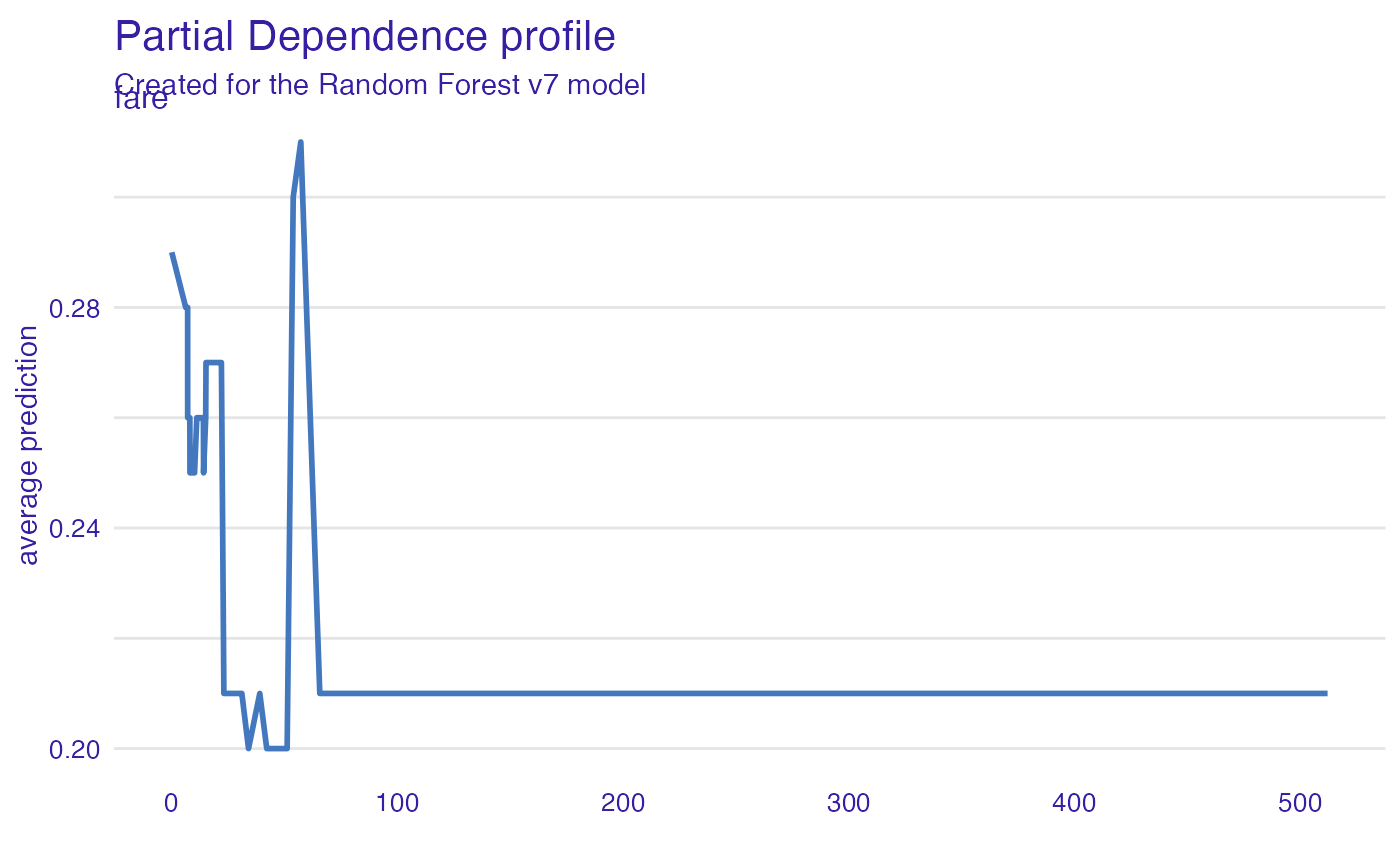 Partial Dependence profile
Created for the Random Forest v7 model
fare
average prediction
0.28
0.24
0.20
0 100 200 300 400 500